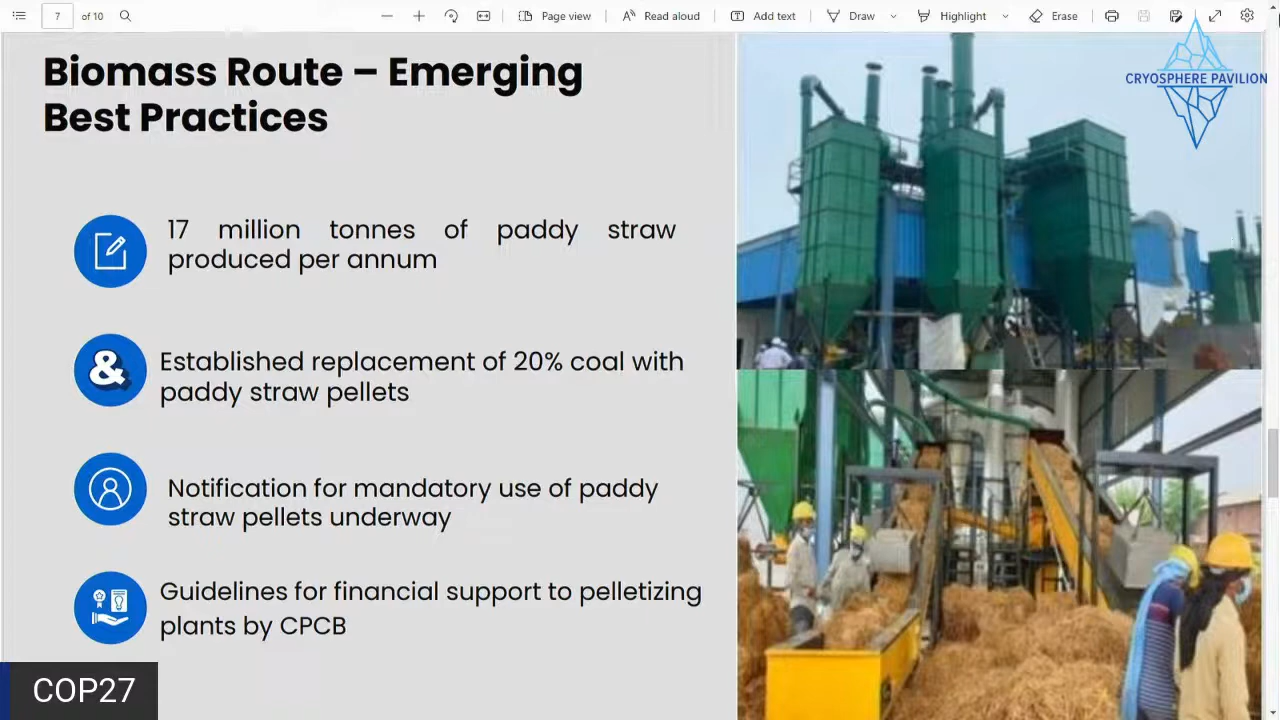 7 of 10
Page view
Read aloud
Add text
Draw
Highlight
Erase
CRYOSPHERE PAVILION
Biomass Route – Emerging
Best Practices
17 million tonnes of paddy straw
produced per annum
&
Established replacement of 20% coal with
paddy straw pellets
Notification for mandatory use of paddy
straw pellets underway
Guidelines for financial support to pelletizing
plants by CPCB
COP27